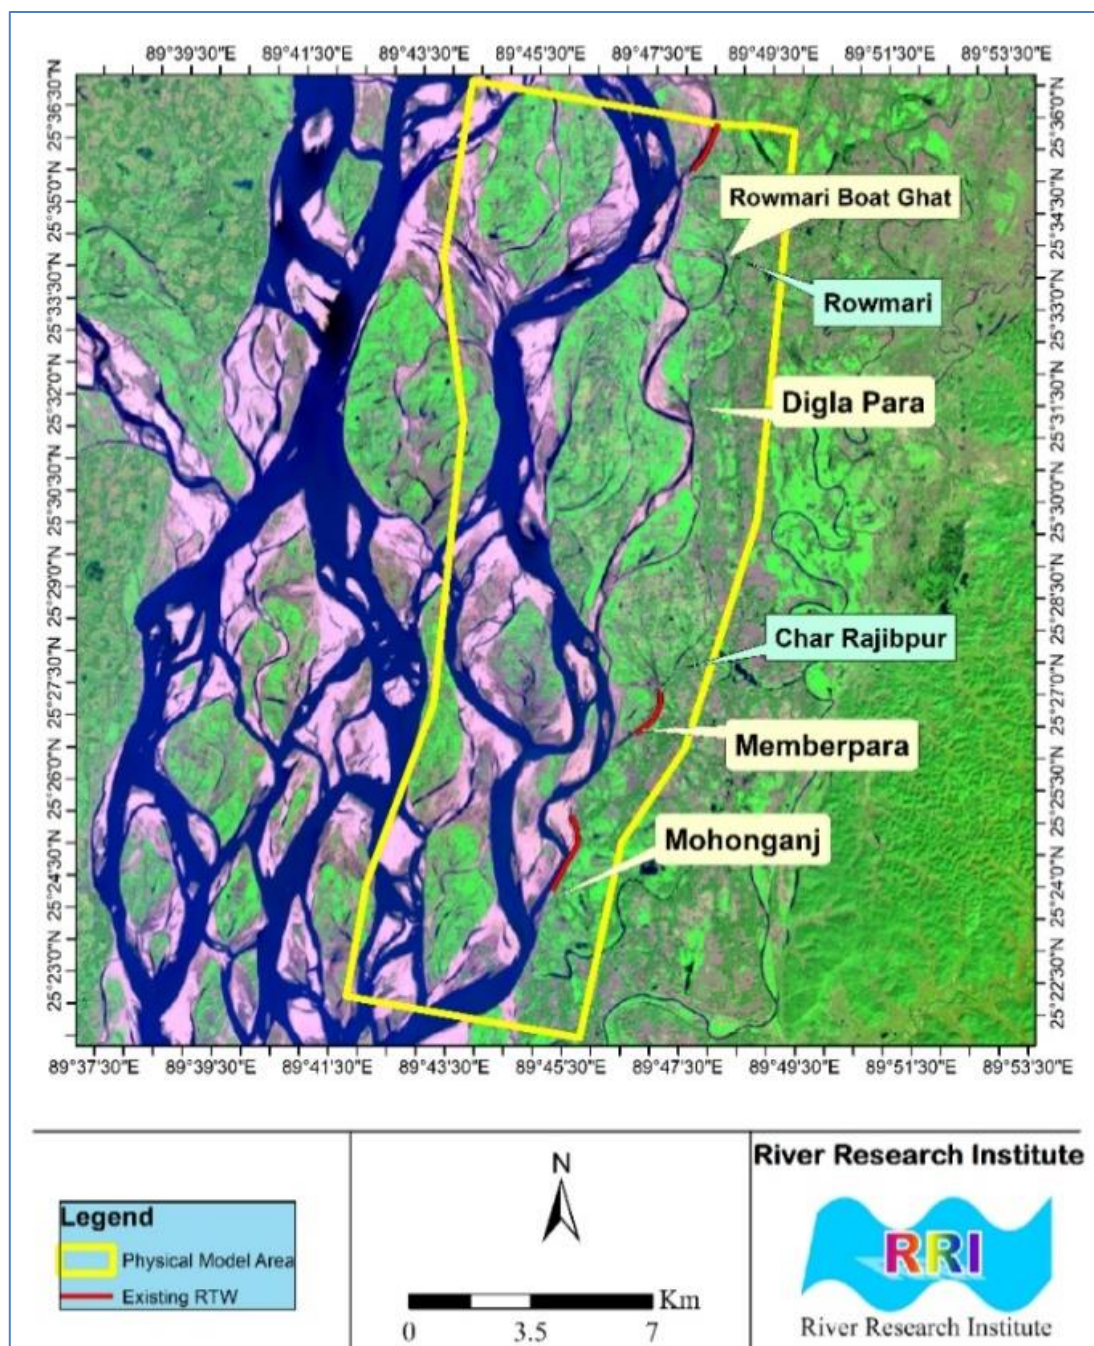 89°39'30"E 89°41'30"E 89°43'30"E 89°45'30"E 89°47'30"E 89°49'30"E 89°51'30"E 89°53'30"E
25°36'30"N
25°35'0"N
25°33'30"N
25°32'0"N
25°30'30"N
25°29'0"N
25°27'30"N
25°26'0"N
25°24'30"N
25°23'0"N
Rowmari Boat Ghat
Rowmari
Digla Para
Char Rajibpur
Memberpara
Mohonganj
25°36'0"N
25°34'30"N
25°33'0"N
25°31'30"N
25°30'0"N
25°28'30"N
25°27'0"N
25°25'30"N
25°24'0"N
25°22'30"N
89°37'30"E 89°39'30"E 89°41'30"E 89°43'30"E 89°45'30"E 89°47'30"E 89°49'30"E 89°51'30"E 89°53'30"E
Legend
Physical Model Area
Existing RTW
N
Km
0 3.5 7
River Research Institute
RRI
River Research Institute